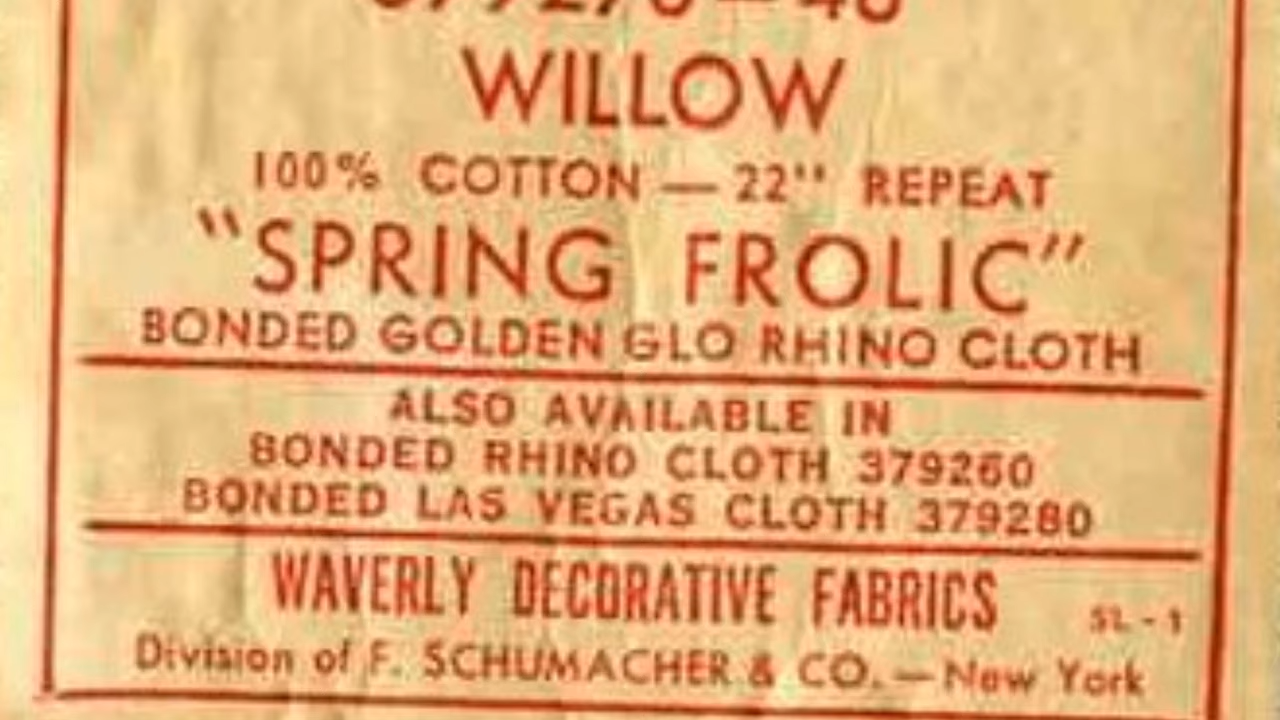 WILLOW
100% COTTON — 22" REPEAT
"SPRING FROLIC"
BONDED GOLDEN GLO RHINO CLOTH
ALSO AVAILABLE IN
BONDED RHINO CLOTH 379260
BONDED LAS VEGAS CLOTH 379280
WAVERLY DECORATIVE FABRICS SL - 1
Division of F. SCHUMACHER & CO. — New York